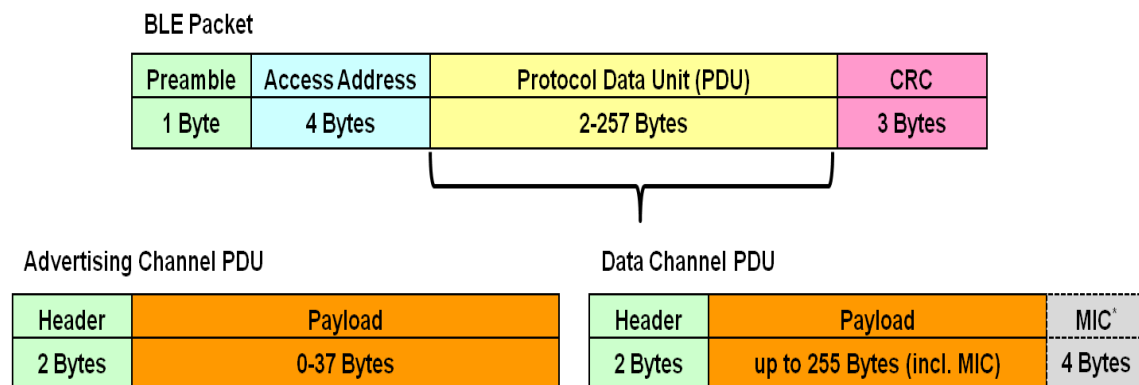 BLE Packet
Preamble Access Address Protocol Data Unit (PDU) CRC
1 Byte 4 Bytes 2-257 Bytes 3 Bytes
Advertising Channel PDU
Header Payload
2 Bytes 0-37 Bytes
Data Channel PDU
Header Payload MIC*
2 Bytes up to 255 Bytes (incl. MIC) 4 Bytes